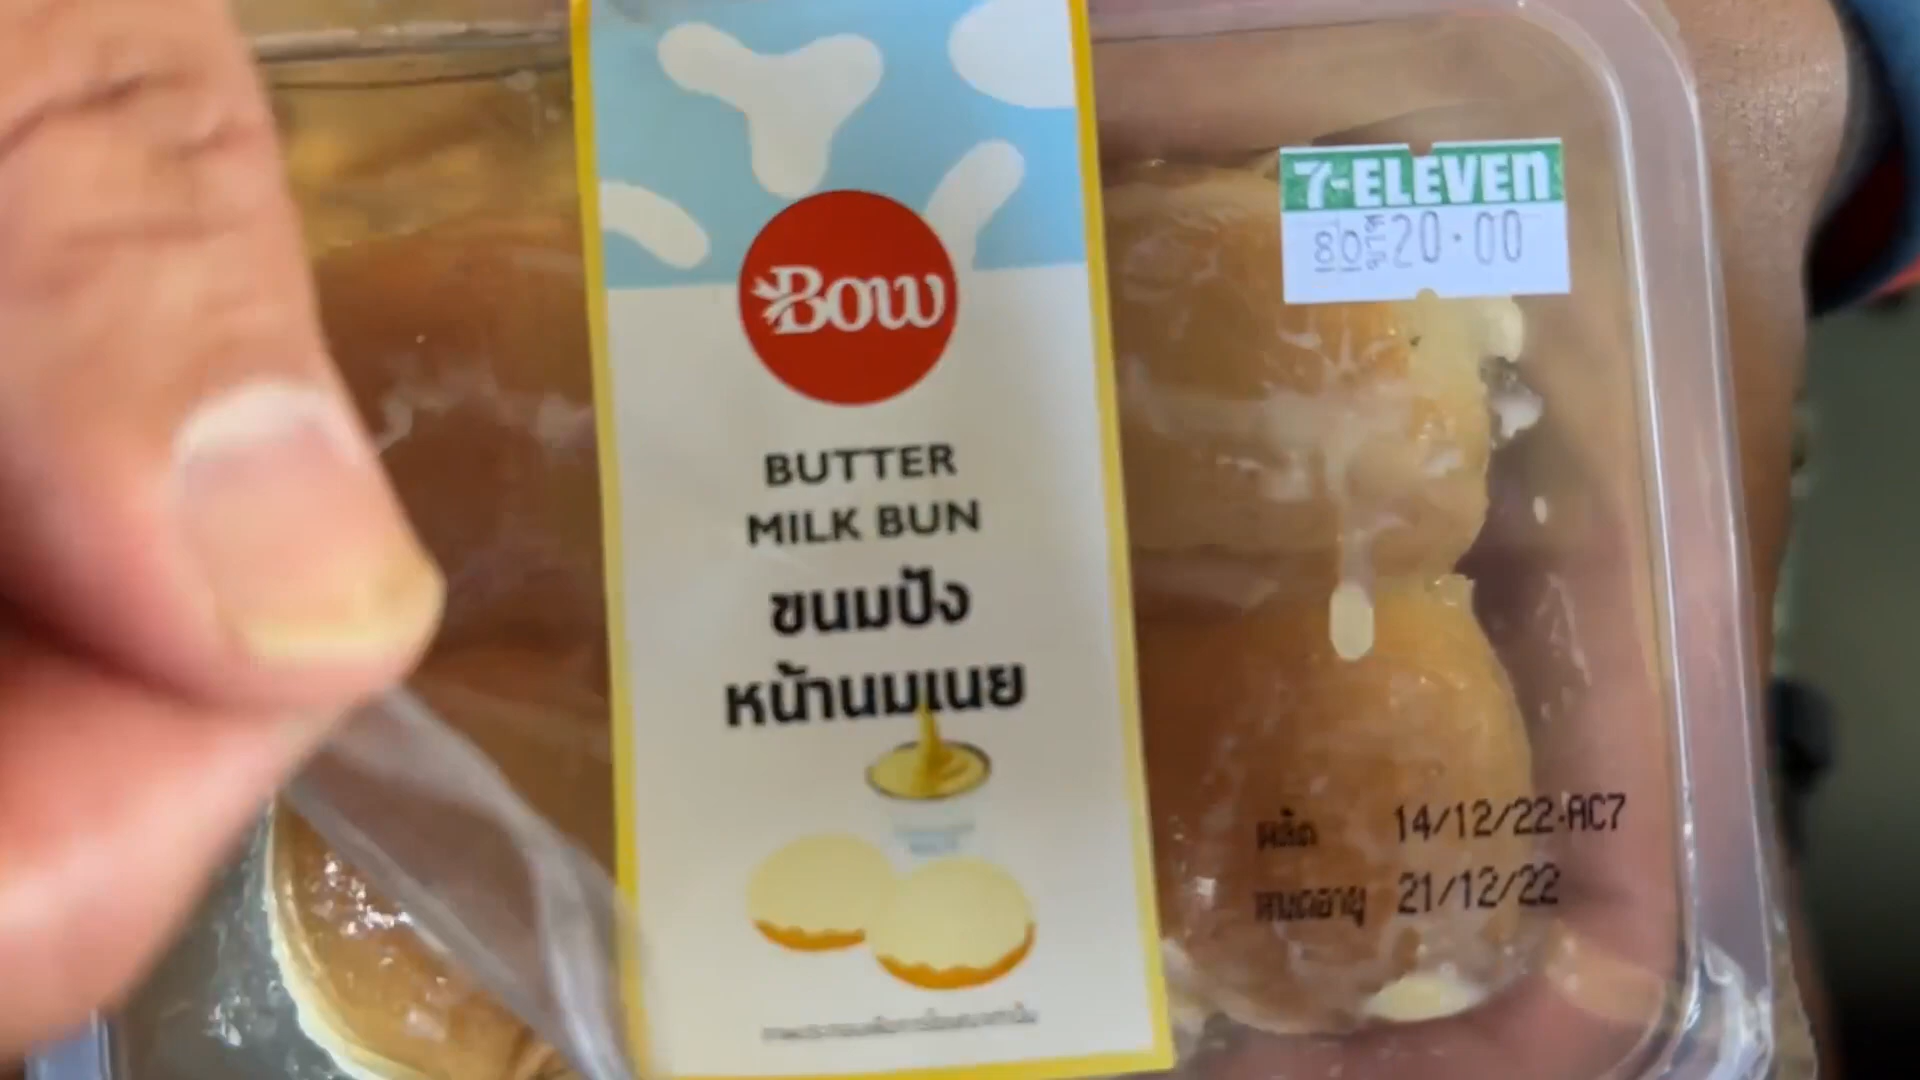 Bow
BUTTER
MILK BUN
ขนมปัง
หน้านมเนย
7-ELEVEN
80 20.00
ผลิต 14/12/22 AC7
หมดอายุ 21/12/22